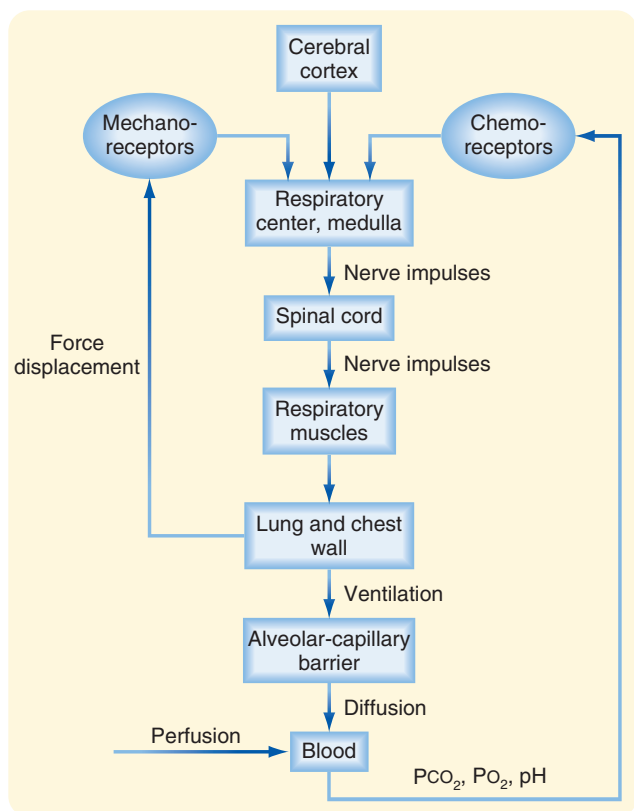 Cerebral
cortex
Mechano-
receptors
Chemo-
receptors
Respiratory
center, medulla
Nerve impulses
Spinal cord
Force
displacement
Nerve impulses
Respiratory
muscles
Lung and chest
wall
Ventilation
Alveolar-capillary
barrier
Diffusion
Perfusion
Blood
PCO₂, PO₂, pH